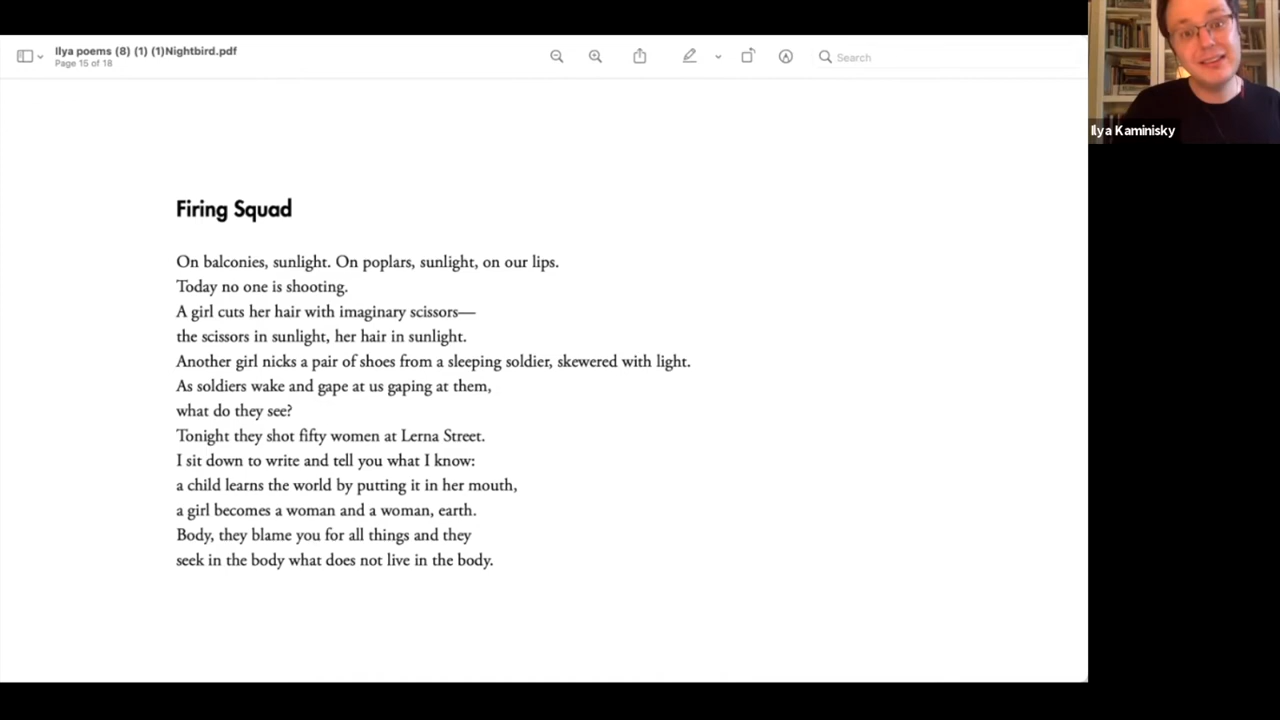 Ilya poems (8) (1) (1)Nightbird.pdf
Page 15 of 18
Search
Ilya Kaminisky
Firing Squad
On balconies, sunlight. On poplars, sunlight, on our lips.
Today no one is shooting.
A girl cuts her hair with imaginary scissors—
the scissors in sunlight, her hair in sunlight.
Another girl nicks a pair of shoes from a sleeping soldier, skewered with light.
As soldiers wake and gape at us gaping at them,
what do they see?
Tonight they shot fifty women at Lerna Street.
I sit down to write and tell you what I know:
a child learns the world by putting it in her mouth,
a girl becomes a woman and a woman, earth.
Body, they blame you for all things and they
seek in the body what does not live in the body.